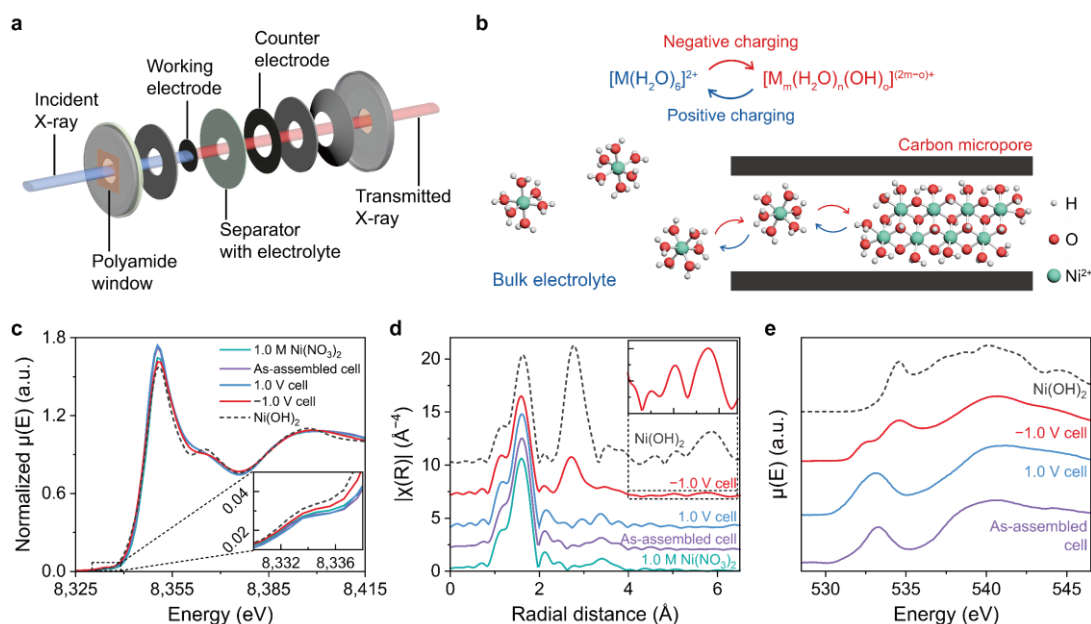 a
Counter
electrode
Working
electrode
Incident
X-ray
Transmitted
X-ray
Separator
with electrolyte
Polyamide
window
b
Negative charging
[M(H₂O)₆]²⁺
[Mₘ(H₂O)ₙ(OH)ₒ]⁽²ᵐ⁻ᵒ⁾⁺
Positive charging
Carbon micropore
Bulk electrolyte
H
O
Ni²⁺
c
Normalized μ(E) (a.u.)
1.8
1.2
0.6
0.0
1.0 M Ni(NO₃)₂
As-assembled cell
1.0 V cell
−1.0 V cell
Ni(OH)₂
0.04
0.02
8,332
8,336
8,325
8,355
8,385
8,415
Energy (eV)
d
|χ(R)| (Å⁻⁴)
20
15
10
5
0
Ni(OH)₂
−1.0 V cell
1.0 V cell
As-assembled cell
1.0 M Ni(NO₃)₂
0
2
4
6
Radial distance (Å)
e
μ(E) (a.u.)
Ni(OH)₂
−1.0 V cell
1.0 V cell
As-assembled
cell
530
535
540
545
Energy (eV)